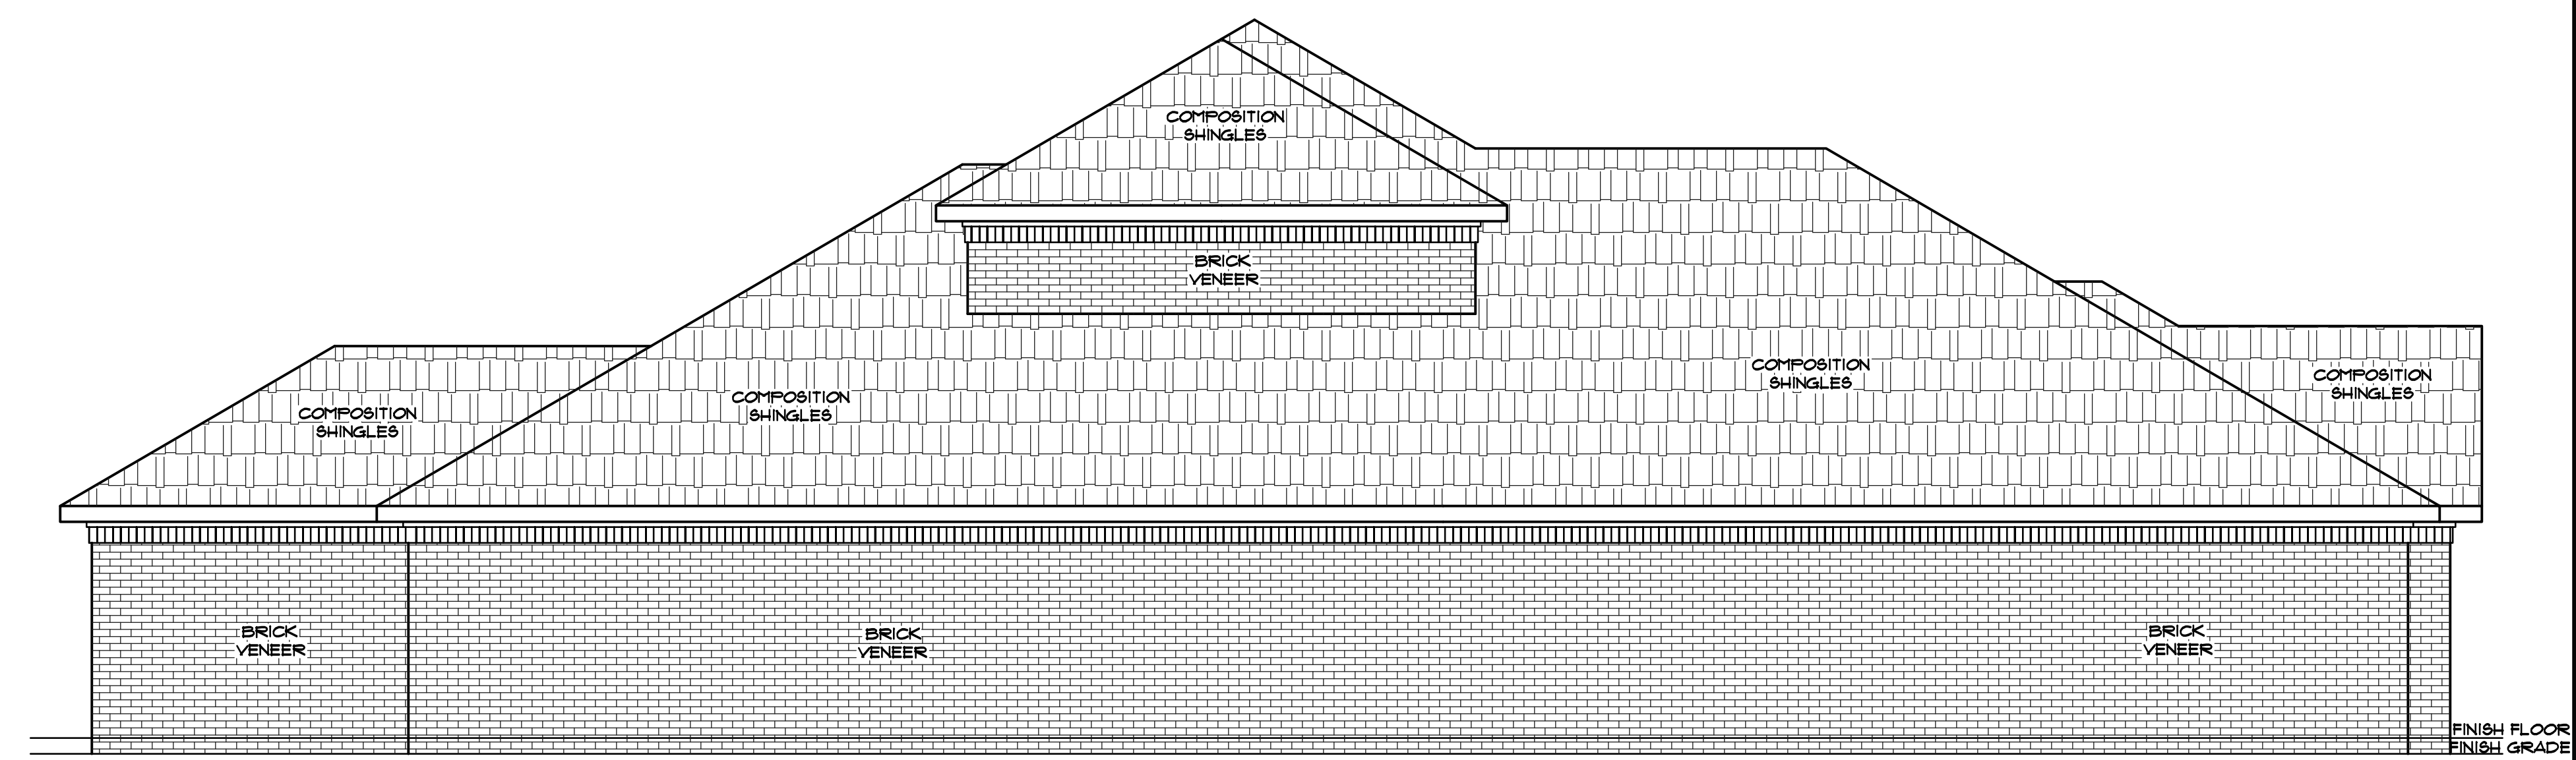 COMPOSITION
SHINGLES
BRICK
VENEER
COMPOSITION
SHINGLES
COMPOSITION
SHINGLES
COMPOSITION
SHINGLES
COMPOSITION
SHINGLES
BRICK
VENEER
BRICK
VENEER
BRICK
VENEER
FINISH FLOOR
FINISH GRADE